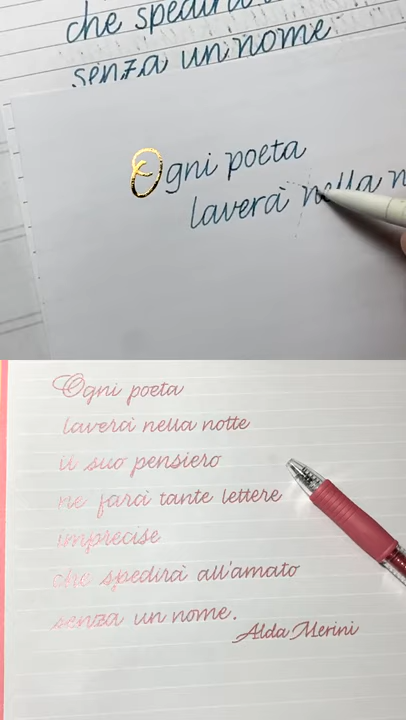 che spedirà
senza un nome
Ogni poeta
laverà nella n
Ogni poeta
laverà nella notte
il suo pensiero
ne farà tante lettere
imprecise
che spedirà all'amato
senza un nome.
Alda Merini